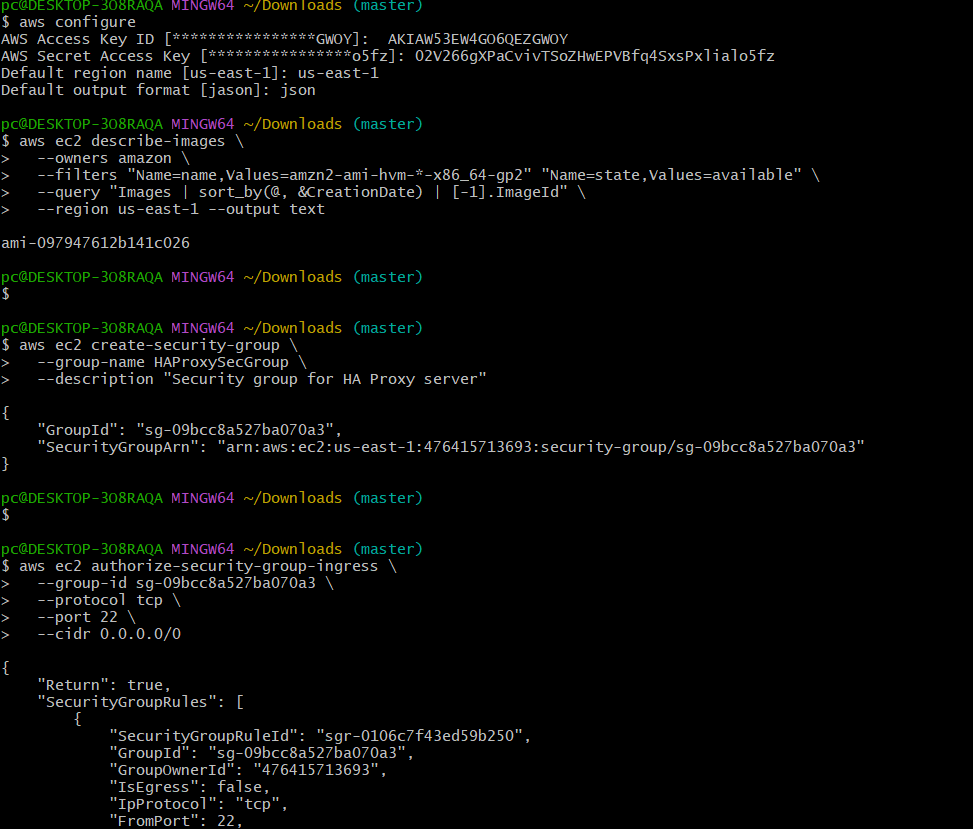 pc@DESKTOP-3O8RAQA MINGW64 ~/Downloads (master)
$ aws configure
AWS Access Key ID [****************GWOY]:  AKIAW53EW4GO6QEZGWOY
AWS Secret Access Key [****************o5fz]: 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
Default region name [us-east-1]: us-east-1
Default output format [jason]: json
pc@DESKTOP-3O8RAQA MINGW64 ~/Downloads (master)
$ aws ec2 describe-images \
>   --owners amazon \
>   --filters "Name=name,Values=amzn2-ami-hvm-*-x86_64-gp2" "Name=state,Values=available" \
>   --query "Images | sort_by(@, &CreationDate) | [-1].ImageId" \
>   --region us-east-1 --output text
ami-097947612b141c026
pc@DESKTOP-3O8RAQA MINGW64 ~/Downloads (master)
$
pc@DESKTOP-3O8RAQA MINGW64 ~/Downloads (master)
$ aws ec2 create-security-group \
>   --group-name HAProxySecGroup \
>   --description "Security group for HA Proxy server"
{
    "GroupId": "sg-09bcc8a527ba070a3",
    "SecurityGroupArn": "arn:aws:ec2:us-east-1:476415713693:security-group/sg-09bcc8a527ba070a3"
}
pc@DESKTOP-3O8RAQA MINGW64 ~/Downloads (master)
$
pc@DESKTOP-3O8RAQA MINGW64 ~/Downloads (master)
$ aws ec2 authorize-security-group-ingress \
>   --group-id sg-09bcc8a527ba070a3 \
>   --protocol tcp \
>   --port 22 \
>   --cidr 0.0.0.0/0
{
    "Return": true,
    "SecurityGroupRules": [
        {
            "SecurityGroupRuleId": "sgr-0106c7f43ed59b250",
            "GroupId": "sg-09bcc8a527ba070a3",
            "GroupOwnerId": "476415713693",
            "IsEgress": false,
            "IpProtocol": "tcp",
            "FromPort": 22,